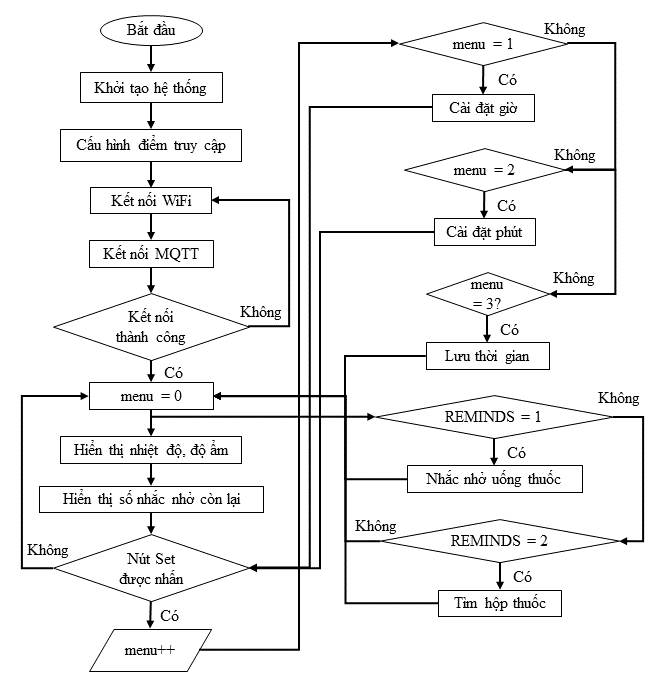 Bắt đầu
Khởi tạo hệ thống
Cấu hình điểm truy cập
Kết nối WiFi
Kết nối MQTT
Kết nối
thành công
Không
Có
menu = 0
Hiển thị nhiệt độ, độ ẩm
Hiển thị số nhắc nhở còn lại
Không
Nút Set
được nhấn
Có
menu++
menu = 1
Không
Có
Cài đặt giờ
menu = 2
Không
Có
Cài đặt phút
menu
= 3?
Không
Có
Lưu thời gian
REMINDS = 1
Không
Có
Nhắc nhở uống thuốc
Không
REMINDS = 2
Có
Tìm hộp thuốc